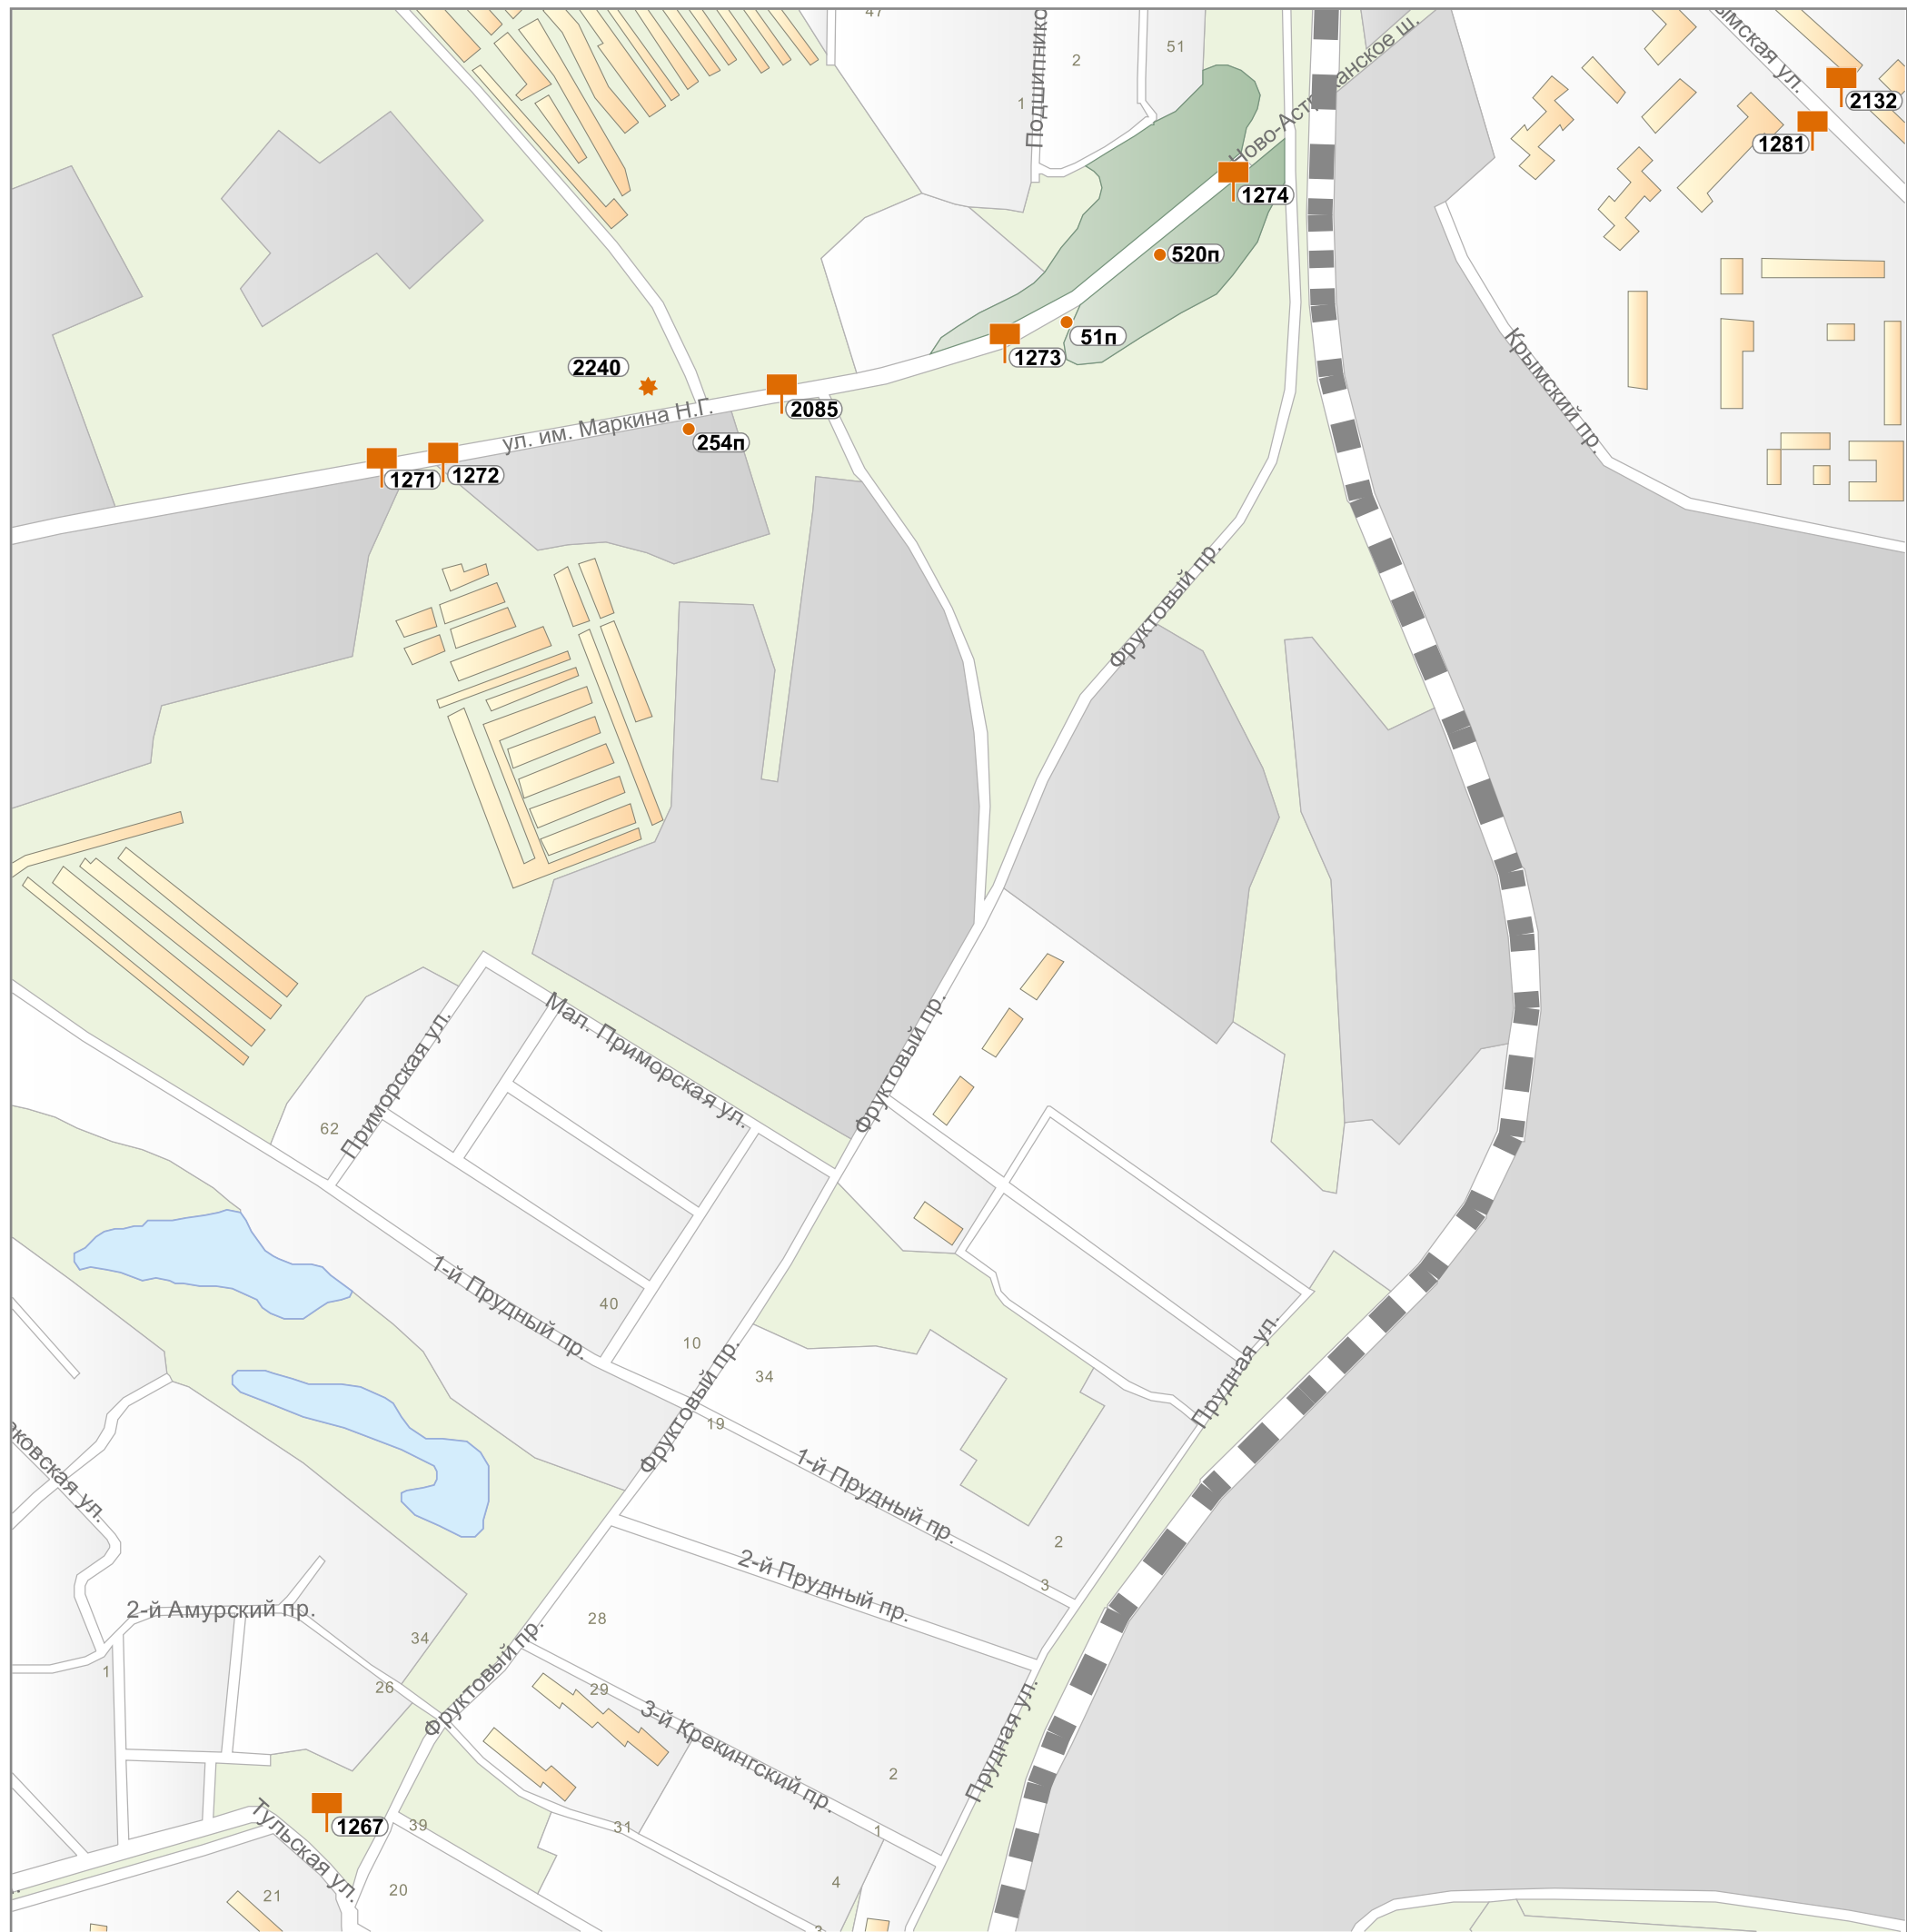 47
2
51
1
Подшипнико
Ново-Астраханское ш.
ымская ул.
2132
1281
1274
520п
51п
1273
2240
2085
ул. им. Маркина Н.Г.
254п
1271
1272
Крымский пр.
Фруктовый пр.
Мал. Приморская ул.
Приморская ул.
Фруктовый пр.
62
1-й Прудный пр.
40
10
34
Фруктовый пр.
19
Прудная ул.
1-й Прудный пр.
ковская ул.
2
2-й Прудный пр.
3
2-й Амурский пр.
28
34
1
26
Фруктовый пр.
29
3-й Крекингский пр.
Прудная ул.
2
1267
Тульская ул.
39
31
1
4
21
20
3